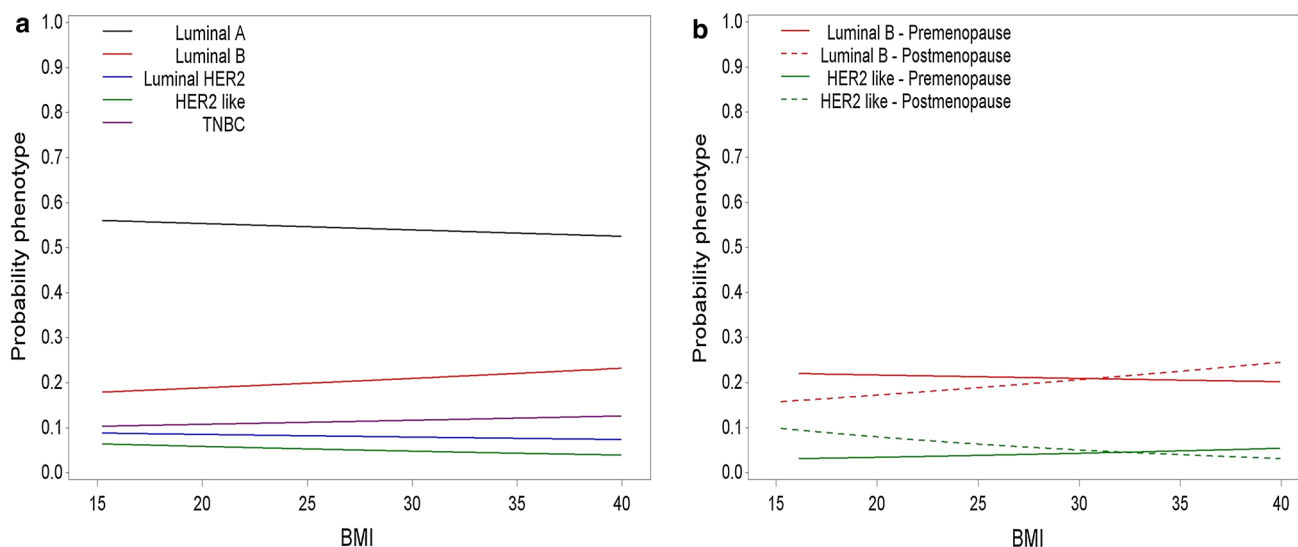 a
Luminal A
Luminal B
Luminal HER2
HER2 like
TNBC
1.0
0.9
0.8
0.7
0.6
0.5
0.4
0.3
0.2
0.1
0.0
Probability phenotype
15 20 25 30 35 40
BMI
b
Luminal B - Premenopause
Luminal B - Postmenopause
HER2 like - Premenopause
HER2 like - Postmenopause
1.0
0.9
0.8
0.7
0.6
0.5
0.4
0.3
0.2
0.1
0.0
Probability phenotype
15 20 25 30 35 40
BMI